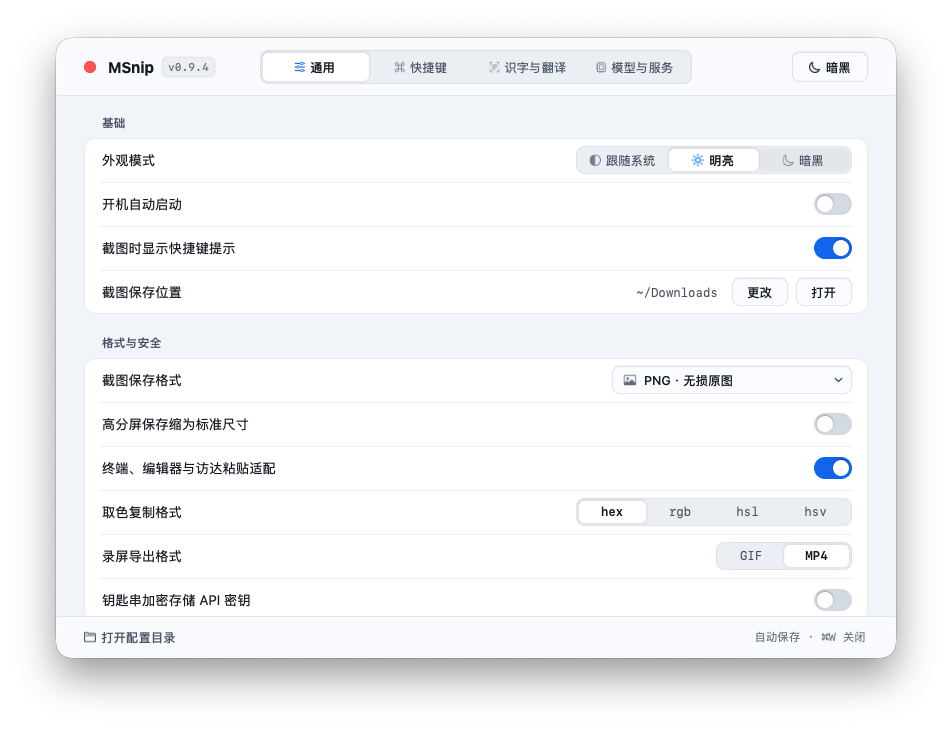 MSnip v0.9.4 通用 快捷键 识字与翻译 模型与服务 暗黑
基础
外观模式 跟随系统 明亮 暗黑
开机自动启动
截图时显示快捷键提示
截图保存位置 ~/Downloads 更改 打开
格式与安全
截图保存格式 PNG · 无损原图
高分屏保存缩为标准尺寸
终端、编辑器与访达粘贴适配
取色复制格式 hex rgb hsl hsv
录屏导出格式 GIF MP4
钥匙串加密存储 API 密钥
打开配置目录 自动保存 · ⌘W 关闭